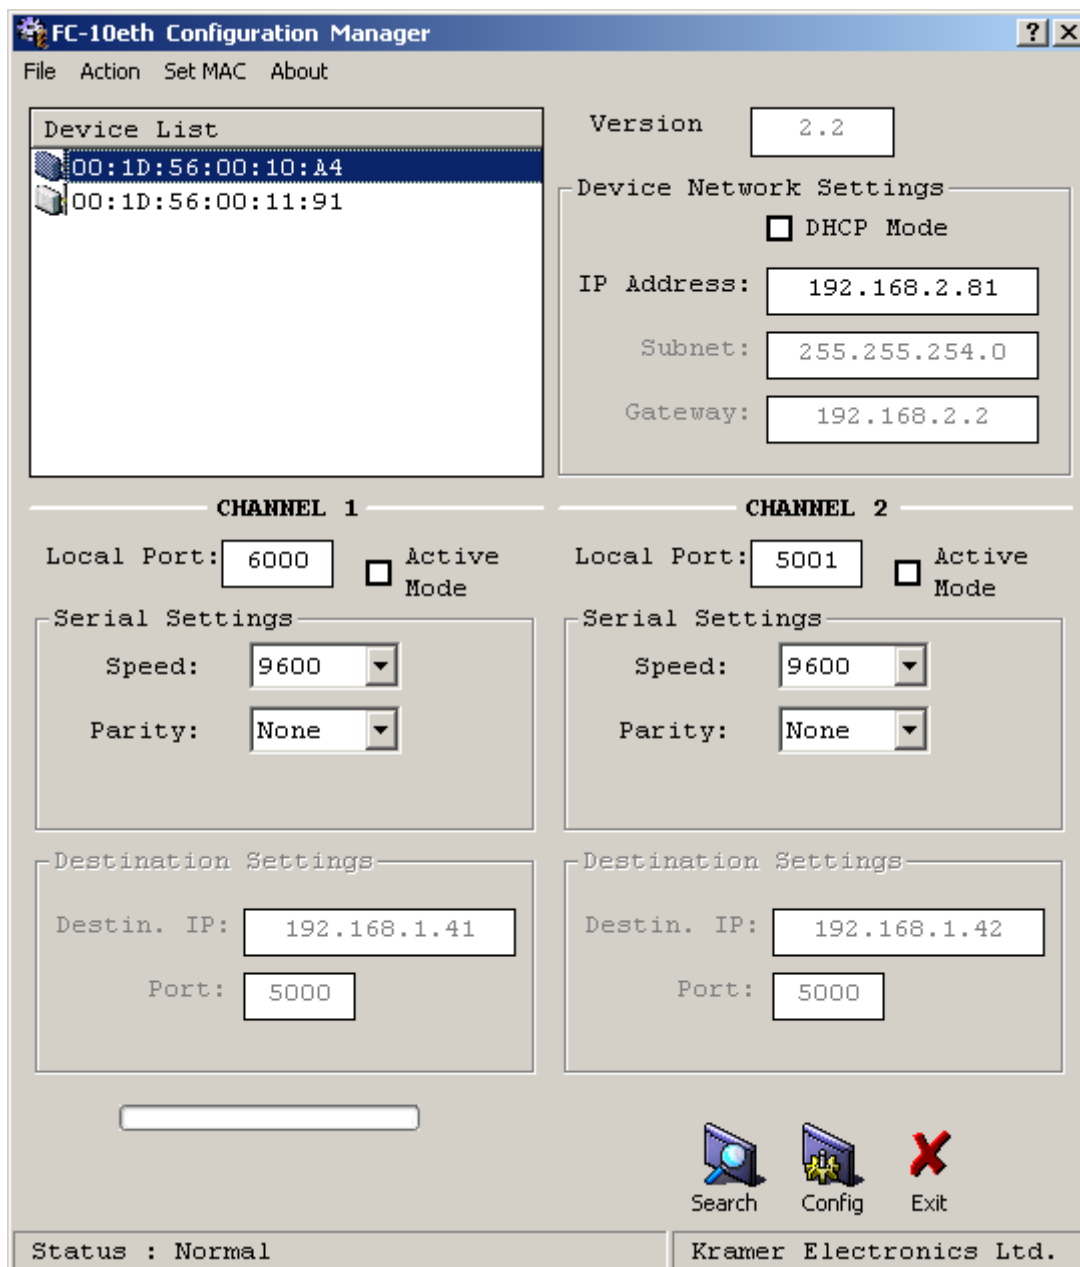 FC-10eth Configuration Manager
File Action Set MAC About
Device List
00:1D:56:00:10:A4
00:1D:56:00:11:91
Version 2.2
Device Network Settings
DHCP Mode
IP Address: 192.168.2.81
Subnet: 255.255.254.0
Gateway: 192.168.2.2
CHANNEL 1
Local Port: 6000 Active Mode
Serial Settings
Speed: 9600
Parity: None
Destination Settings
Destin. IP: 192.168.1.41
Port: 5000
CHANNEL 2
Local Port: 5001 Active Mode
Serial Settings
Speed: 9600
Parity: None
Destination Settings
Destin. IP: 192.168.1.42
Port: 5000
Search Config Exit
Status : Normal
Kramer Electronics Ltd.